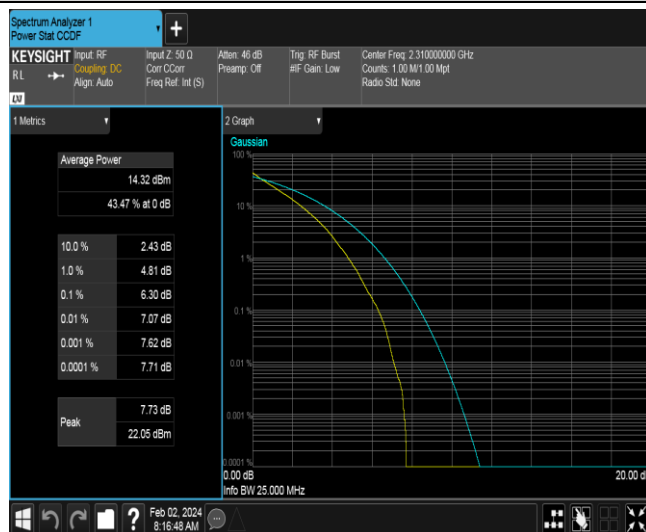 Spectrum Analyzer 1
Power Stat CCDF
KEYSIGHT
RL
LXI
Input: RF
Coupling: DC
Align: Auto
Input Z: 50 Ω
Corr CCorr
Freq Ref: Int (S)
Atten: 46 dB
Preamp: Off
Trig: RF Burst
#IF Gain: Low
Center Freq: 2.310000000 GHz
Counts: 1.00 M/1.00 Mpt
Radio Std: None
1 Metrics
Average Power
14.32 dBm
43.47 % at 0 dB
10.0 % 2.43 dB
1.0 % 4.81 dB
0.1 % 6.30 dB
0.01 % 7.07 dB
0.001 % 7.62 dB
0.0001 % 7.71 dB
Peak
7.73 dB
22.05 dBm
2 Graph
Gaussian
100 %
10 %
1 %
0.1 %
0.01 %
0.001 %
0.0001 %
0.00 dB
20.00 d
Info BW 25.000 MHz
?
Feb 02, 2024
8:16:48 AM